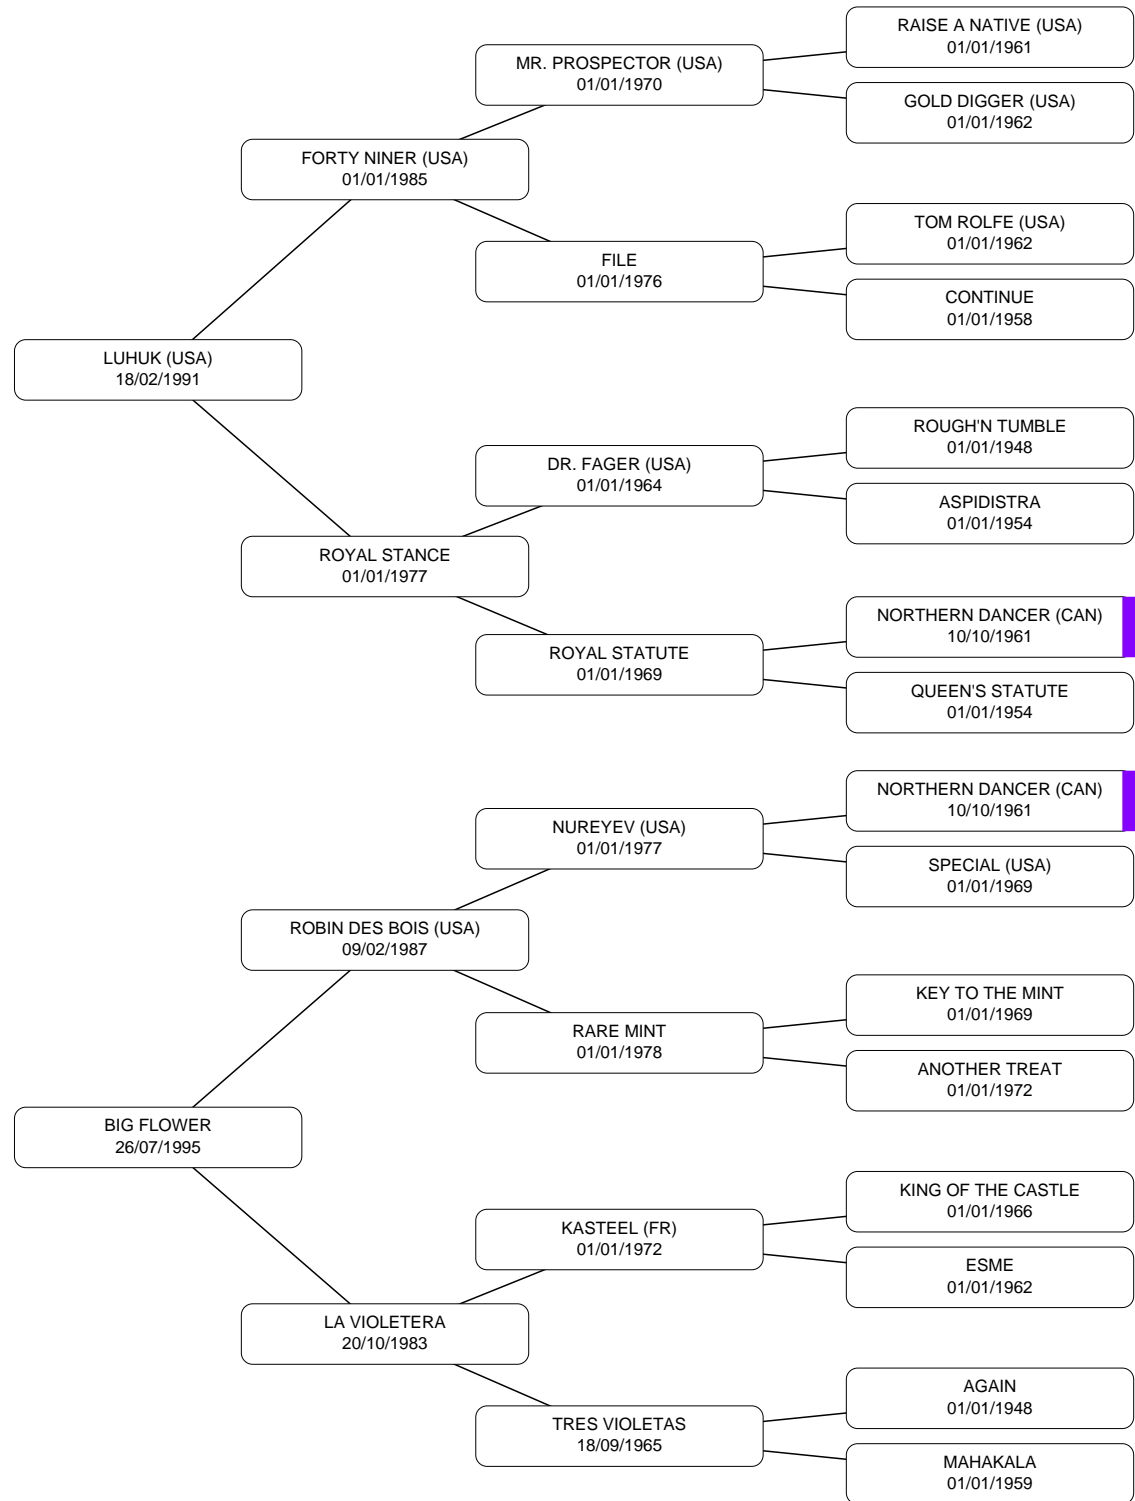 RAISE A NATIVE (USA)
01/01/1961
MR. PROSPECTOR (USA)
01/01/1970
GOLD DIGGER (USA)
01/01/1962
FORTY NINER (USA)
01/01/1985
TOM ROLFE (USA)
01/01/1962
FILE
01/01/1976
CONTINUE
01/01/1958
LUHUK (USA)
18/02/1991
ROUGH'N TUMBLE
01/01/1948
DR. FAGER (USA)
01/01/1964
ASPIDISTRA
01/01/1954
ROYAL STANCE
01/01/1977
NORTHERN DANCER (CAN)
10/10/1961
ROYAL STATUTE
01/01/1969
QUEEN'S STATUTE
01/01/1954
NORTHERN DANCER (CAN)
10/10/1961
NUREYEV (USA)
01/01/1977
SPECIAL (USA)
01/01/1969
ROBIN DES BOIS (USA)
09/02/1987
KEY TO THE MINT
01/01/1969
RARE MINT
01/01/1978
ANOTHER TREAT
01/01/1972
BIG FLOWER
26/07/1995
KING OF THE CASTLE
01/01/1966
KASTEEL (FR)
01/01/1972
ESME
01/01/1962
LA VIOLETERA
20/10/1983
AGAIN
01/01/1948
TRES VIOLETAS
18/09/1965
MAHAKALA
01/01/1959